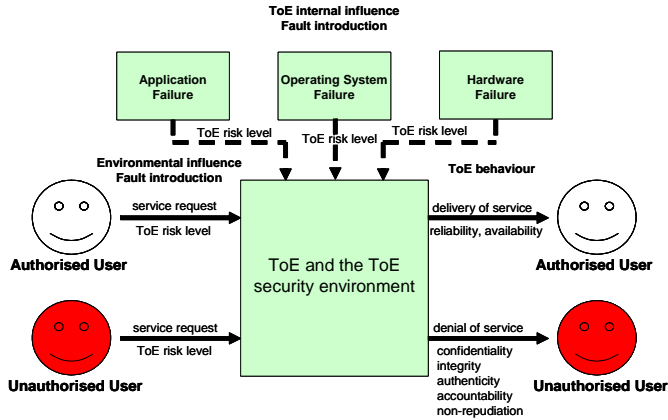 ToE internal influence
Fault introduction
Application
Failure
Operating System
Failure
Hardware
Failure
ToE risk level
ToE risk level
ToE risk level
Environmental influence
Fault introduction
ToE behaviour
service request
ToE risk level
Authorised User
ToE and the ToE
security environment
delivery of service
reliability, availability
Authorised User
service request
ToE risk level
Unauthorised User
denial of service
confidentiality
integrity
authenticity
accountability
non-repudiation
Unauthorised User